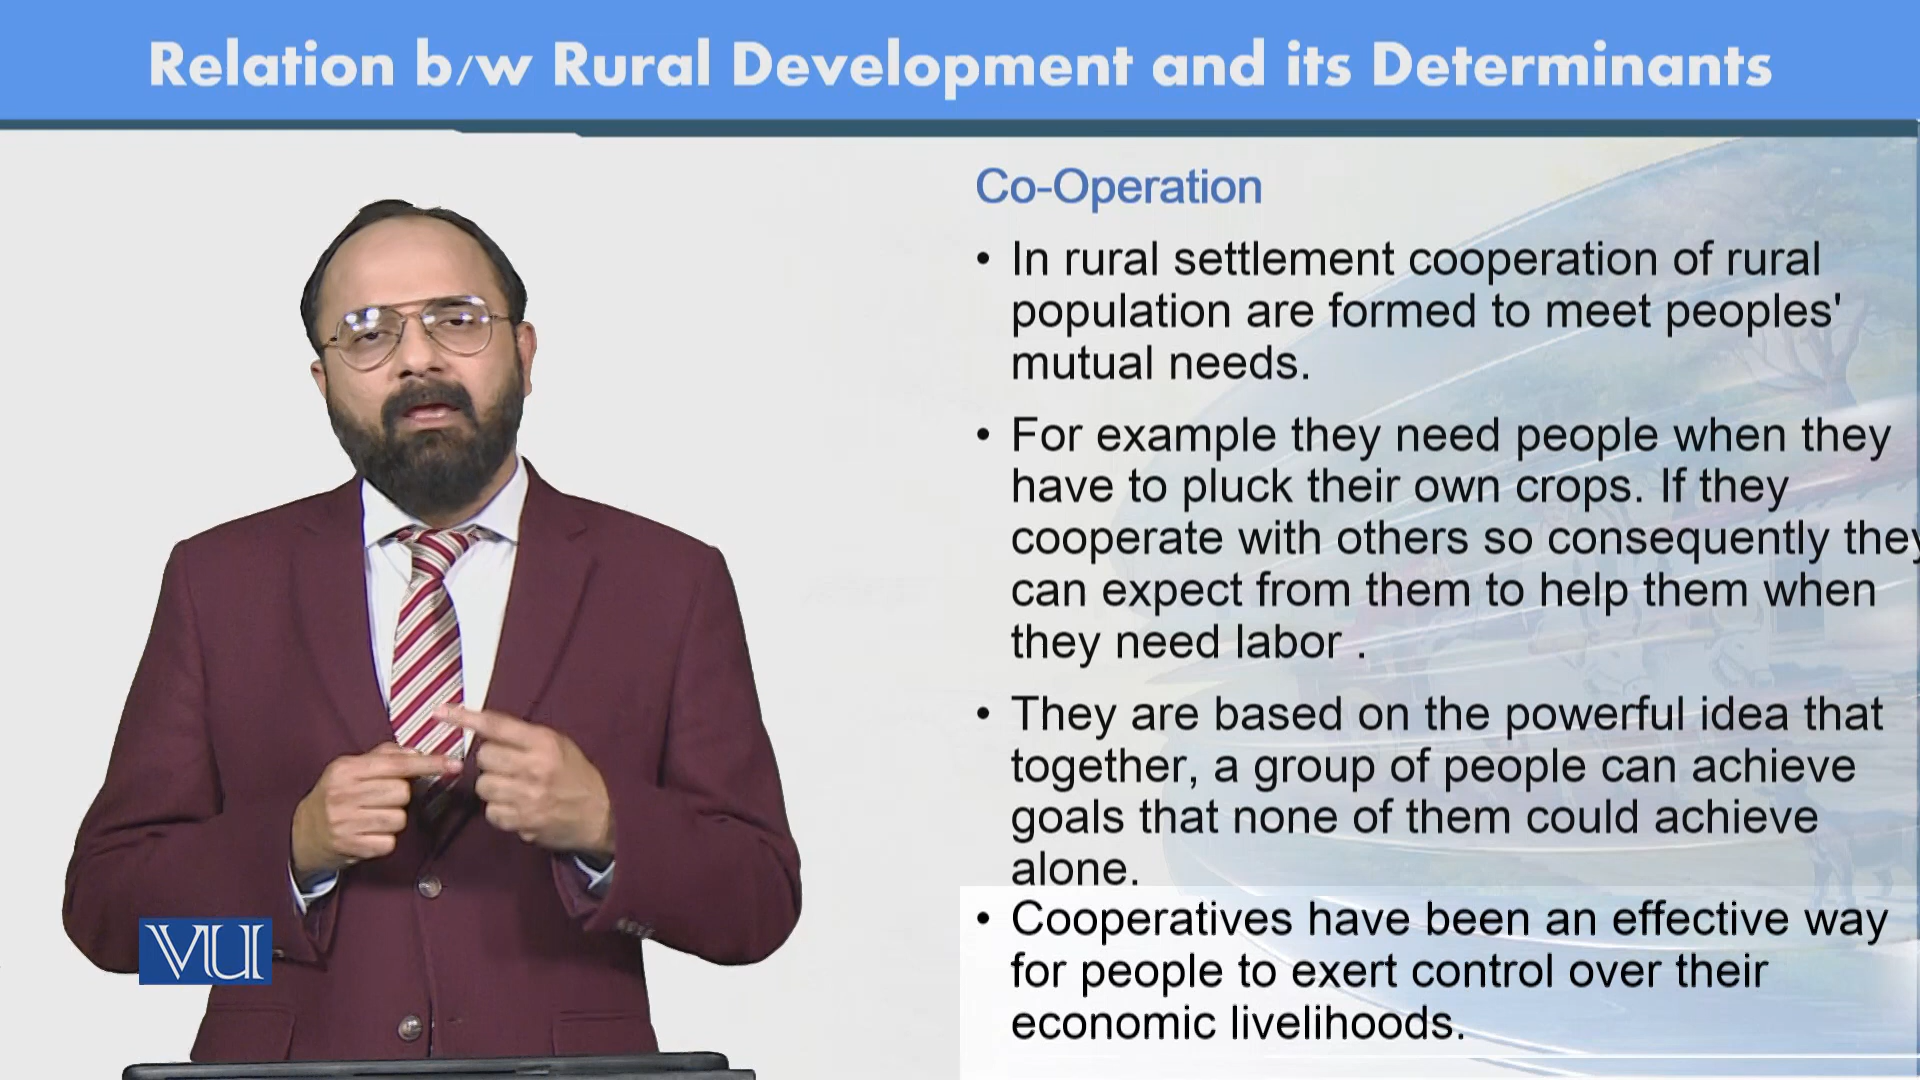 Relation b/w Rural Development and its Determinants
Co-Operation
• In rural settlement cooperation of rural
population are formed to meet peoples'
mutual needs.
• For example they need people when they
have to pluck their own crops. If they
cooperate with others so consequently they
can expect from them to help them when
they need labor .
• They are based on the powerful idea that
together, a group of people can achieve
goals that none of them could achieve
alone.
• Cooperatives have been an effective way
for people to exert control over their
economic livelihoods.
VU